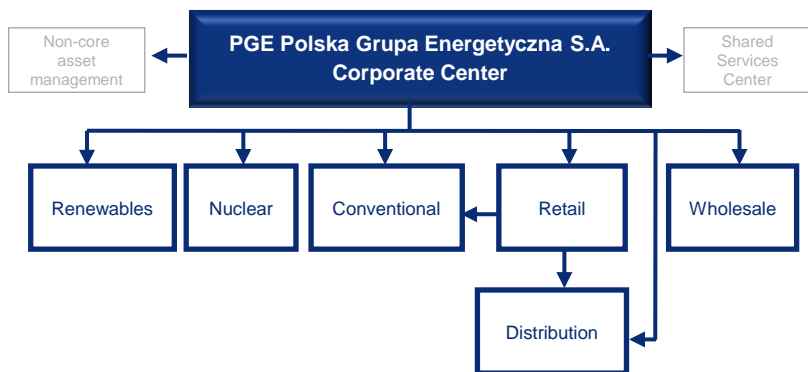 Non-core
asset
management
PGE Polska Grupa Energetyczna S.A.
Corporate Center
Shared
Services
Center
Renewables
Nuclear
Conventional
Retail
Wholesale
Distribution